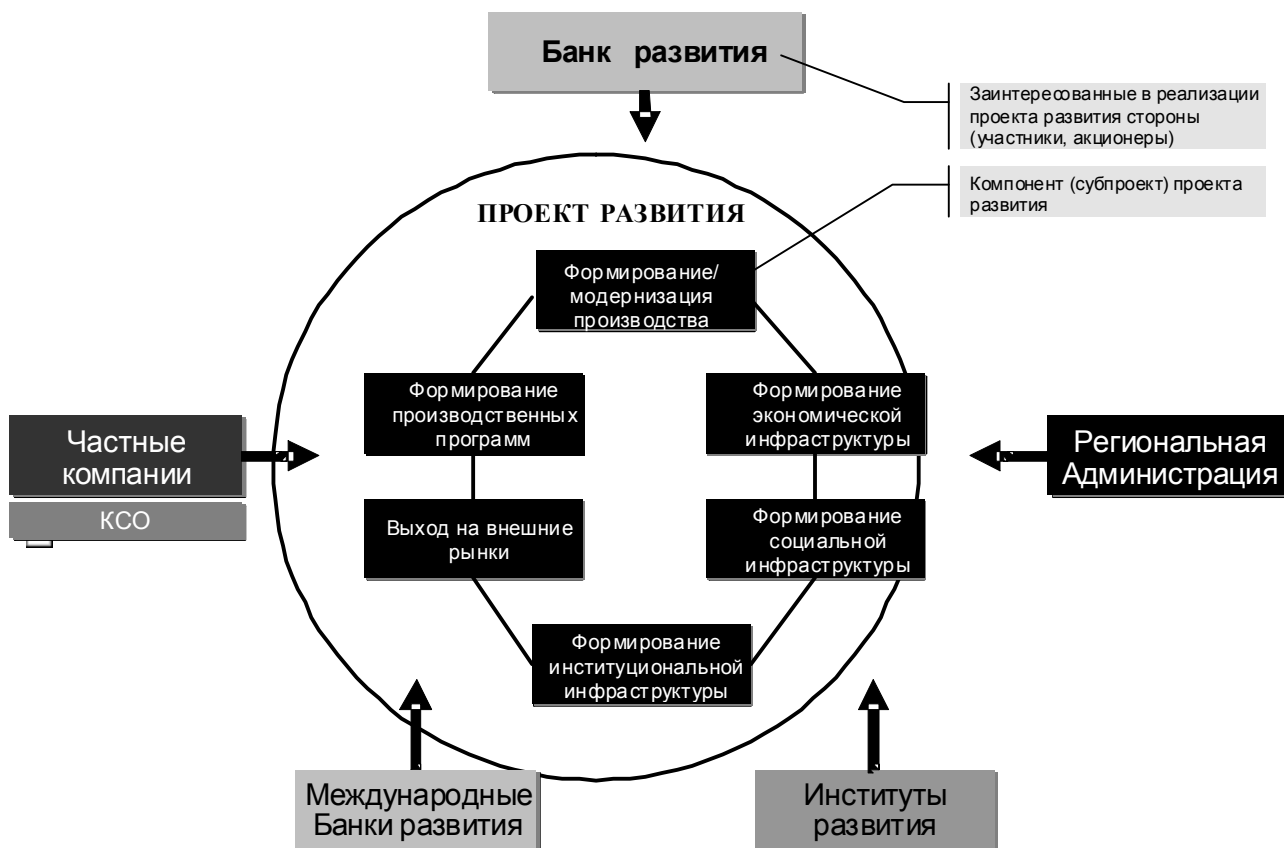 Банк развития
Заинтересованные в реализации
проекта развития стороны
(участники, акционеры)
Компонент (субпроект) проекта
развития
ПРОЕКТ РАЗВИТИЯ
Формирование/
модернизация
производства
Формирование
производственных
программ
Формирование
экономической
инфраструктуры
Частные
компании
КСО
Региональная
Администрация
Выход на внешние
рынки
Формирование
социальной
инфраструктуры
Формирование
институциональной
инфраструктуры
Международные
Банки развития
Институты
развития